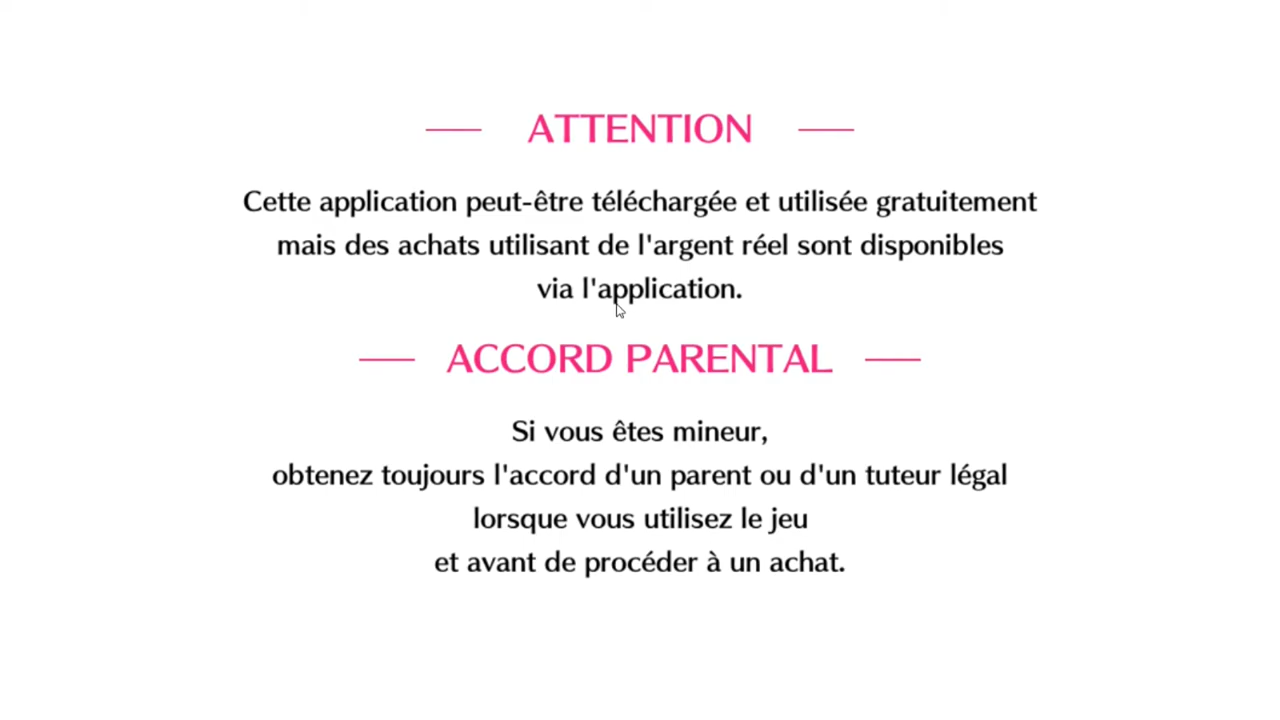 ATTENTION
Cette application peut-être téléchargée et utilisée gratuitement
mais des achats utilisant de l'argent réel sont disponibles
via l'application.
ACCORD PARENTAL
Si vous êtes mineur,
obtenez toujours l'accord d'un parent ou d'un tuteur légal
lorsque vous utilisez le jeu
et avant de procéder à un achat.